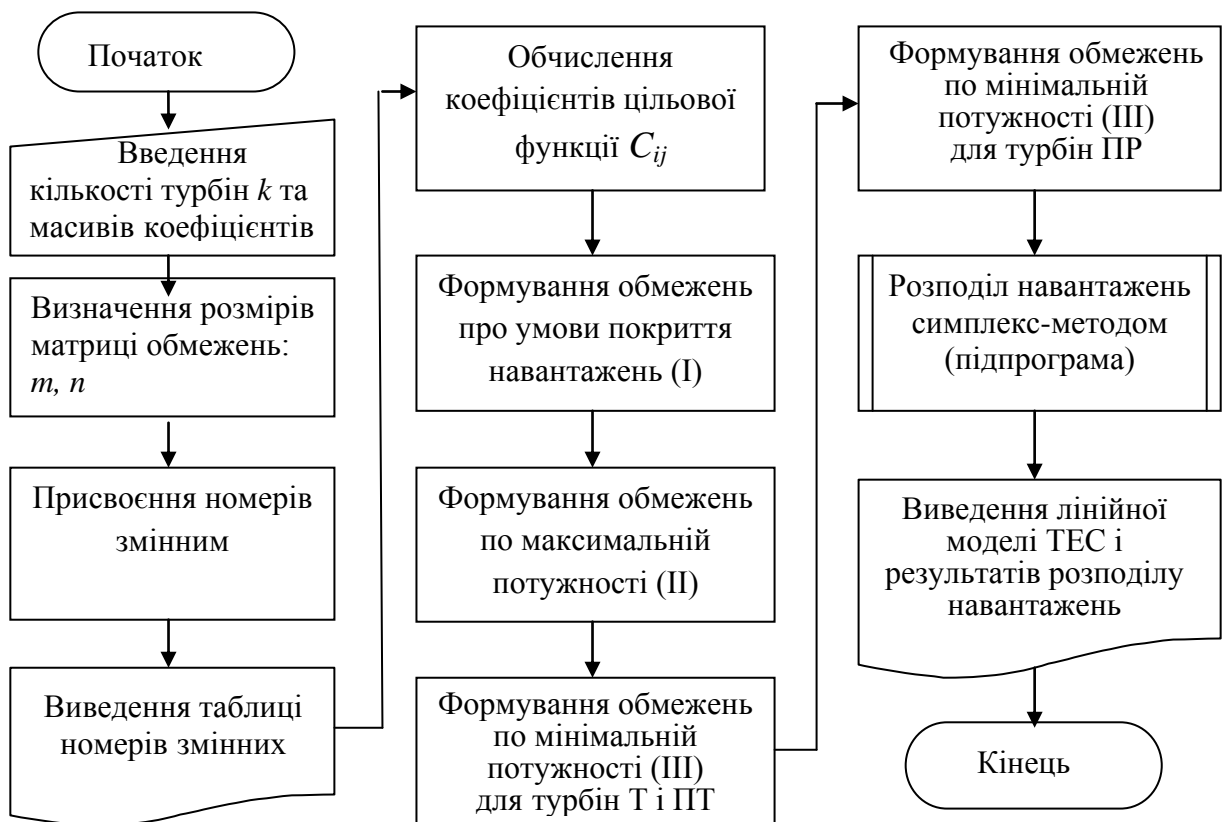 Початок
Введення
кількості турбін k та
масивів коефіцієнтів
Визначення розмірів
матриці обмежень:
m, n
Присвоєння номерів
змінним
Виведення таблиці
номерів змінних
Обчислення
коефіцієнтів цільової
функції Cij
Формування обмежень
про умови покриття
навантажень (I)
Формування обмежень
по максимальній
потужності (II)
Формування обмежень
по мінімальній
потужності (III)
для турбін Т і ПТ
Формування обмежень
по мінімальній
потужності (III)
для турбін ПР
Розподіл навантажень
симплекс-методом
(підпрограма)
Виведення лінійної
моделі ТЕС і
результатів розподілу
навантажень
Кінець